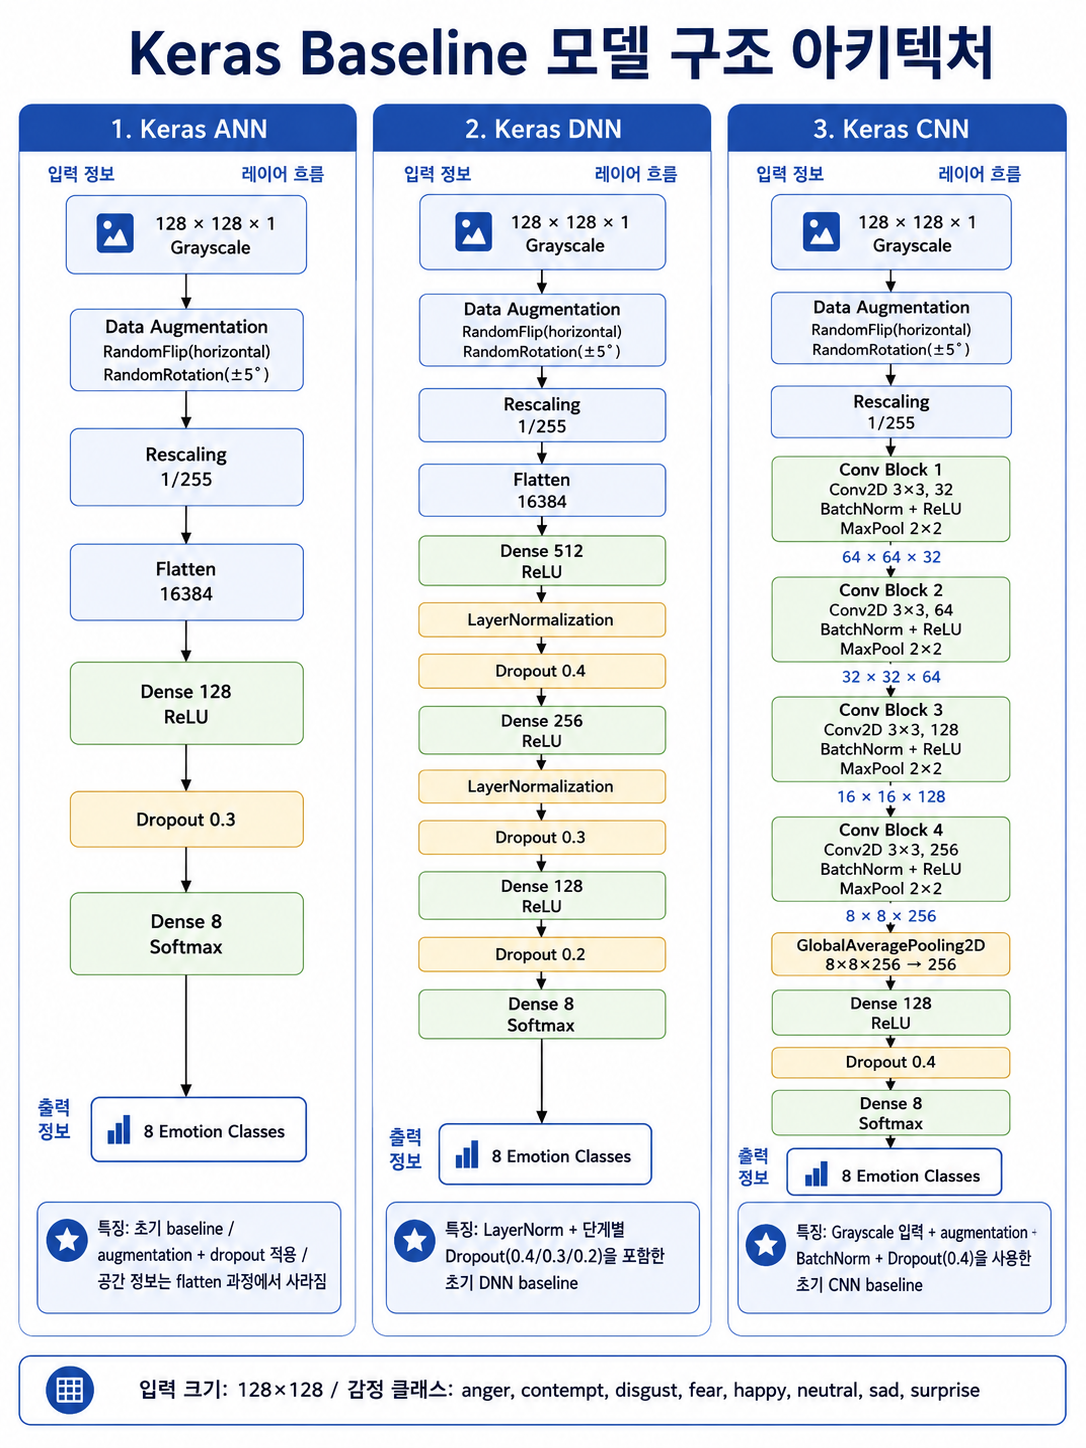 Keras Baseline 모델 구조 아키텍처
1. Keras ANN
입력 정보
레이어 흐름
128 × 128 × 1
Grayscale
Data Augmentation
RandomFlip(horizontal)
RandomRotation(±5°)
Rescaling
1/255
Flatten
16384
Dense 128
ReLU
Dropout 0.3
Dense 8
Softmax
출력
정보
8 Emotion Classes
특징: 초기 baseline /
augmentation + dropout 적용 /
공간 정보는 flatten 과정에서 사라짐
2. Keras DNN
입력 정보
레이어 흐름
128 × 128 × 1
Grayscale
Data Augmentation
RandomFlip(horizontal)
RandomRotation(±5°)
Rescaling
1/255
Flatten
16384
Dense 512
ReLU
LayerNormalization
Dropout 0.4
Dense 256
ReLU
LayerNormalization
Dropout 0.3
Dense 128
ReLU
Dropout 0.2
Dense 8
Softmax
출력
정보
8 Emotion Classes
특징: LayerNorm + 단계별
Dropout(0.4/0.3/0.2)을 포함한
초기 DNN baseline
3. Keras CNN
입력 정보
레이어 흐름
128 × 128 × 1
Grayscale
Data Augmentation
RandomFlip(horizontal)
RandomRotation(±5°)
Rescaling
1/255
Conv Block 1
Conv2D 3×3, 32
BatchNorm + ReLU
MaxPool 2×2
64 × 64 × 32
Conv Block 2
Conv2D 3×3, 64
BatchNorm + ReLU
MaxPool 2×2
32 × 32 × 64
Conv Block 3
Conv2D 3×3, 128
BatchNorm + ReLU
MaxPool 2×2
16 × 16 × 128
Conv Block 4
Conv2D 3×3, 256
BatchNorm + ReLU
MaxPool 2×2
8 × 8 × 256
GlobalAveragePooling2D
8×8×256 → 256
Dense 128
ReLU
Dropout 0.4
Dense 8
Softmax
출력
정보
8 Emotion Classes
특징: Grayscale 입력 + augmentation +
BatchNorm + Dropout(0.4)을 사용한
초기 CNN baseline
입력 크기: 128×128 / 감정 클래스: anger, contempt, disgust, fear, happy, neutral, sad, surprise